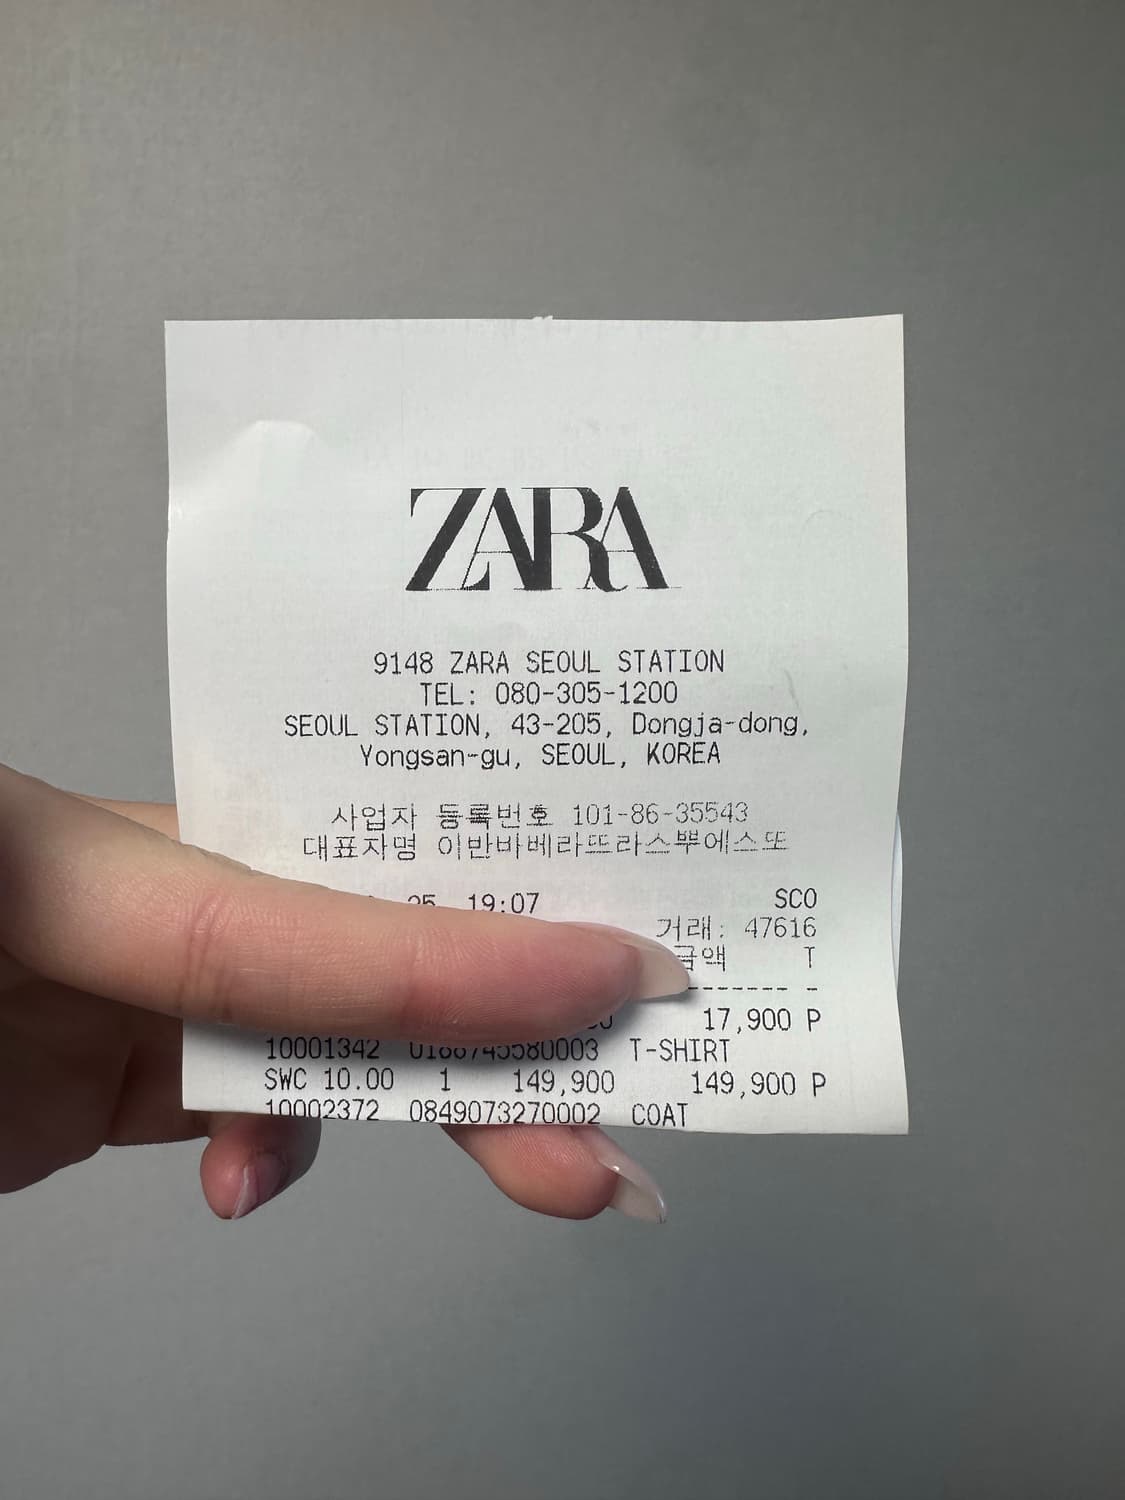 ZARA
9148 ZARA SEOUL STATION
TEL: 080-305-1200
SEOUL STATION, 43-205, Dongja-dong,
Yongsan-gu, SEOUL, KOREA
사업자 등록번호 101-86-35543
대표자명 이반바베라뜨라스뿌에스또
19:07 SCO
거래: 47616
금액 T
-------- -
17,900 P
10001342 T-SHIRT
SWC 10.00 1 149,900 149,900 P
10002372 0849073270002 COAT